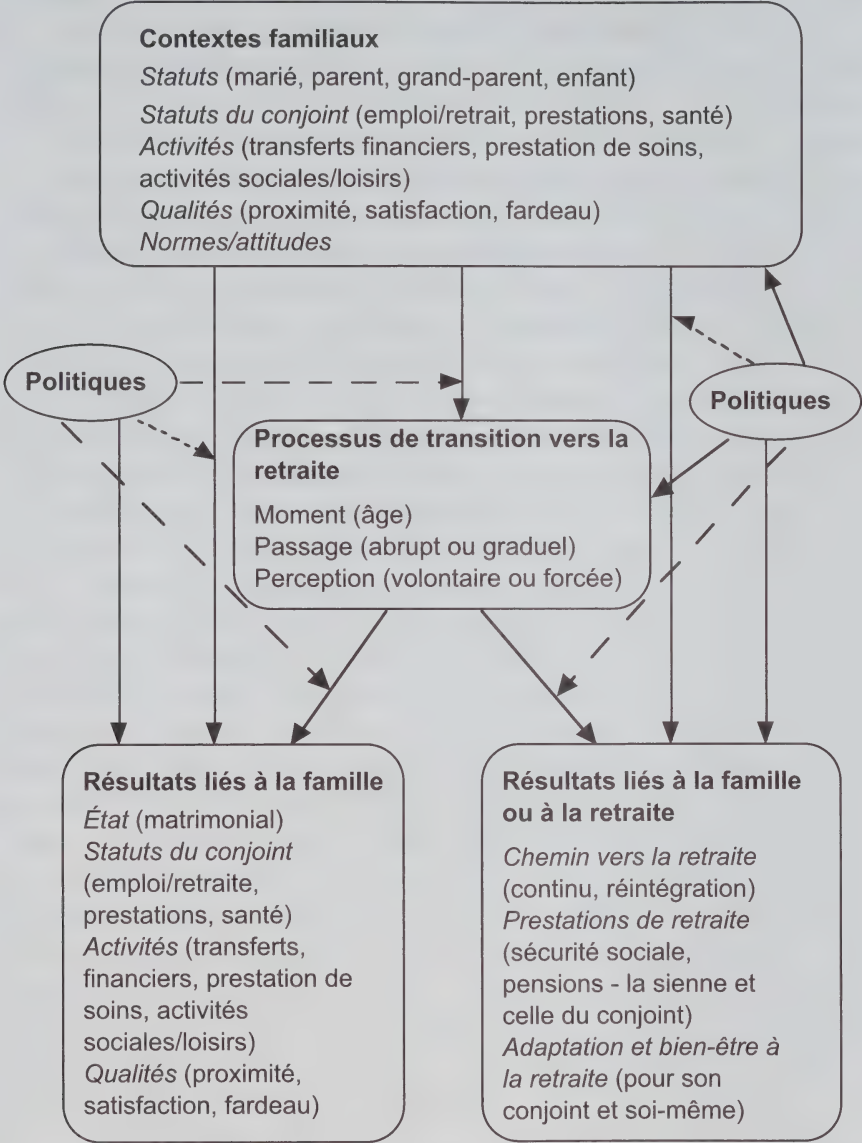 Contextes familiaux
Statuts (marié, parent, grand-parent, enfant)
Statuts du conjoint (emploi/retrait, prestations, santé)
Activités (transferts financiers, prestation de soins,
activités sociales/loisirs)
Qualités (proximité, satisfaction, fardeau)
Normes/attitudes
Politiques
Politiques
Processus de transition vers la
retraite
Moment (âge)
Passage (abrupt ou graduel)
Perception (volontaire ou forcée)
Résultats liés à la famille
État (matrimonial)
Statuts du conjoint
(emploi/retraite,
prestations, santé)
Activités (transferts,
financiers, prestation de
soins, activités
sociales/loisirs)
Qualités (proximité,
satisfaction, fardeau)
Résultats liés à la famille
ou à la retraite
Chemin vers la retraite
(continu, réintégration)
Prestations de retraite
(sécurité sociale,
pensions - la sienne et
celle du conjoint)
Adaptation et bien-être à
la retraite (pour son
conjoint et soi-même)